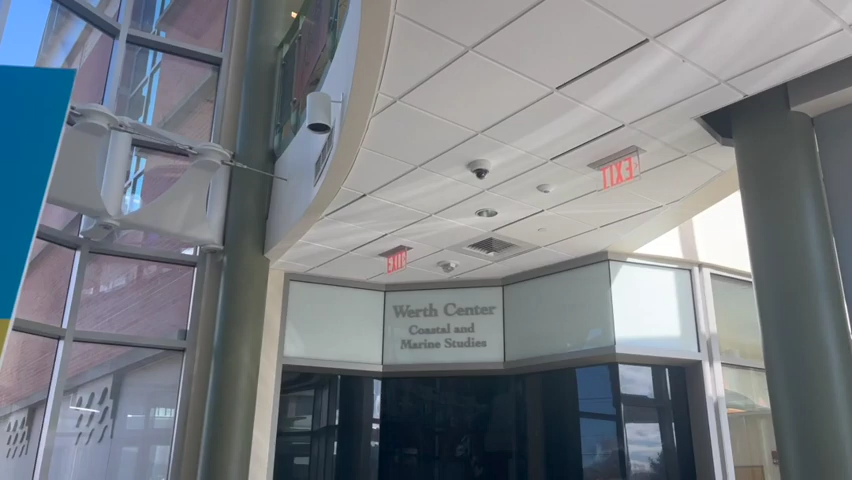 EXIT
EXIT
Werth Center
Coastal and
Marine Studies